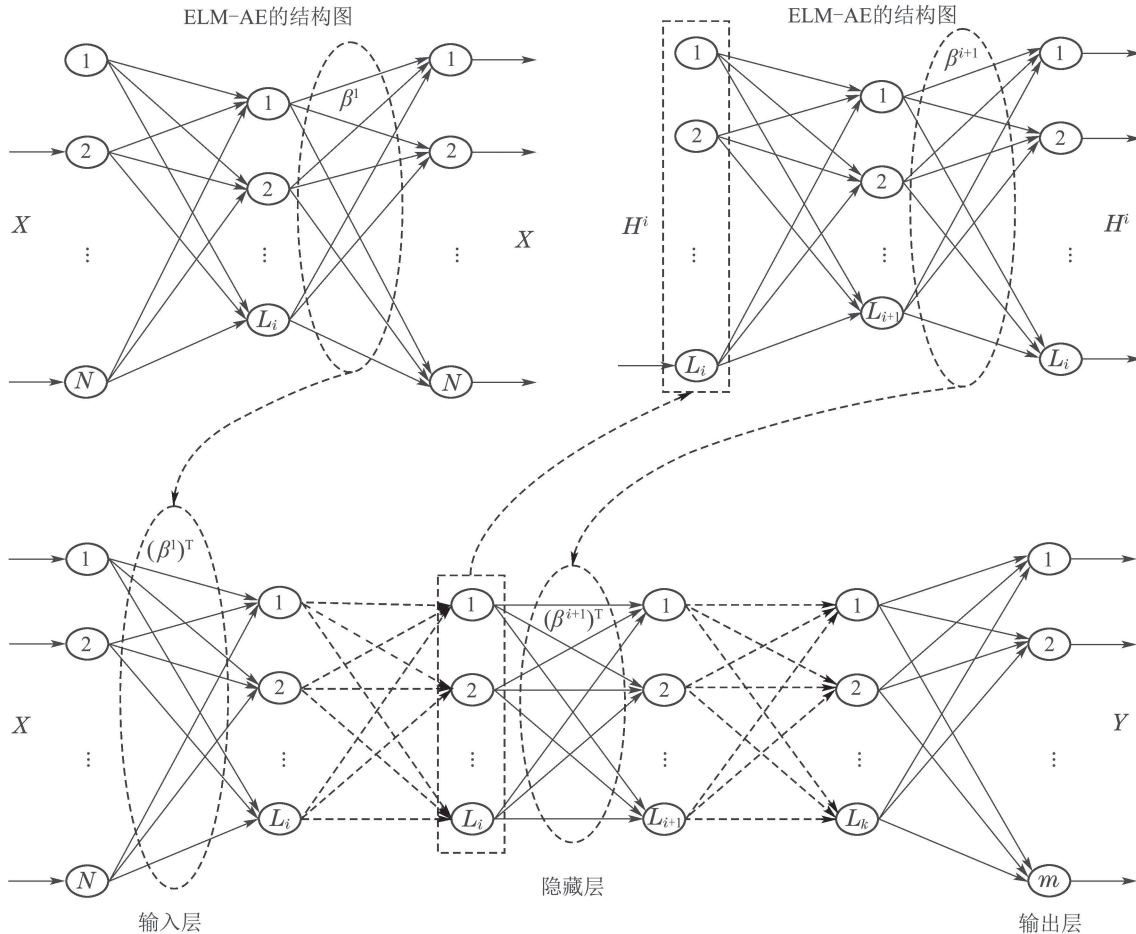 ELM-AE的结构图
1
1
1
β¹
2
2
2
X
X
⋮
⋮
⋮
Lᵢ
N
N
ELM-AE的结构图
1
1
1
βⁱ⁺¹
2
2
2
Hⁱ
Hⁱ
⋮
⋮
⋮
Lᵢ₊₁
Lᵢ
Lᵢ
1
(β¹)ᵀ
1
1
1
1
1
(βⁱ⁺¹)ᵀ
2
2
2
2
2
2
X
Y
⋮
⋮
⋮
⋮
⋮
⋮
Lᵢ
Lᵢ
Lᵢ₊₁
Lₖ
N
m
隐藏层
输入层
输出层